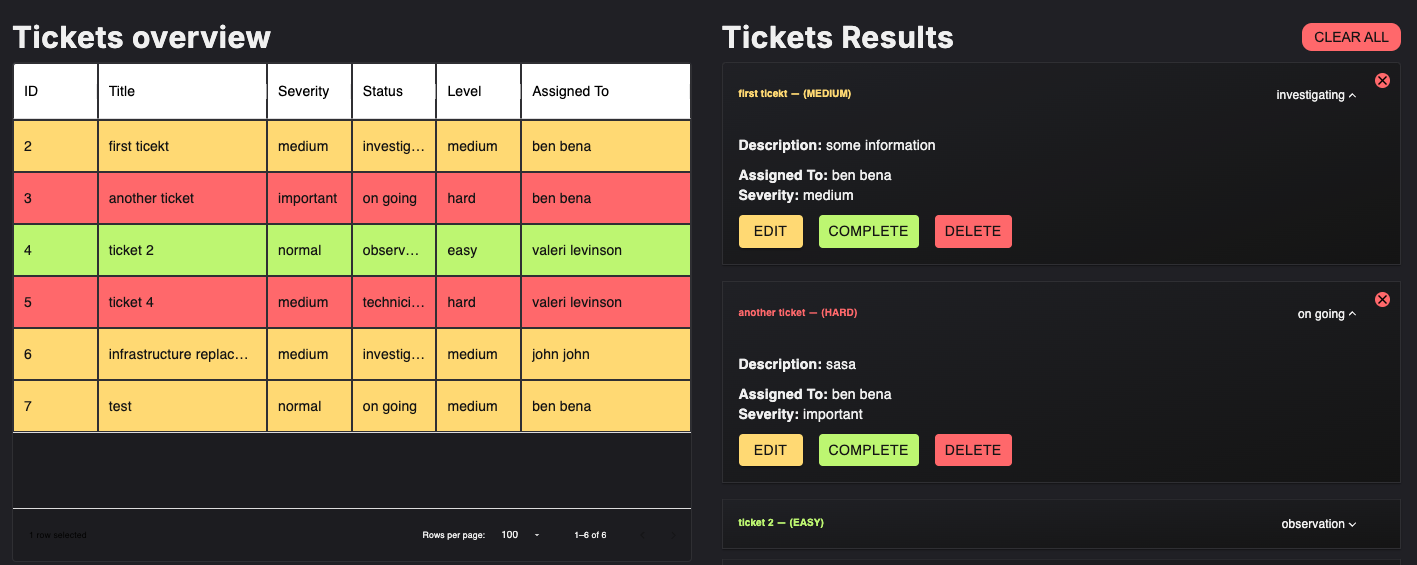 Tickets overview
ID Title Severity Status Level Assigned To
2 first ticekt medium investig... medium ben bena
3 another ticket important on going hard ben bena
4 ticket 2 normal observ... easy valeri levinson
5 ticket 4 medium technici... hard valeri levinson
6 infrastructure replac... medium investig... medium john john
7 test normal on going medium ben bena
1 row selected Rows per page: 100 1–6 of 6
Tickets Results CLEAR ALL
first ticekt — (MEDIUM) investigating
Description: some information
Assigned To: ben bena
Severity: medium
EDIT COMPLETE DELETE
another ticket — (HARD) on going
Description: sasa
Assigned To: ben bena
Severity: important
EDIT COMPLETE DELETE
ticket 2 — (EASY) observation